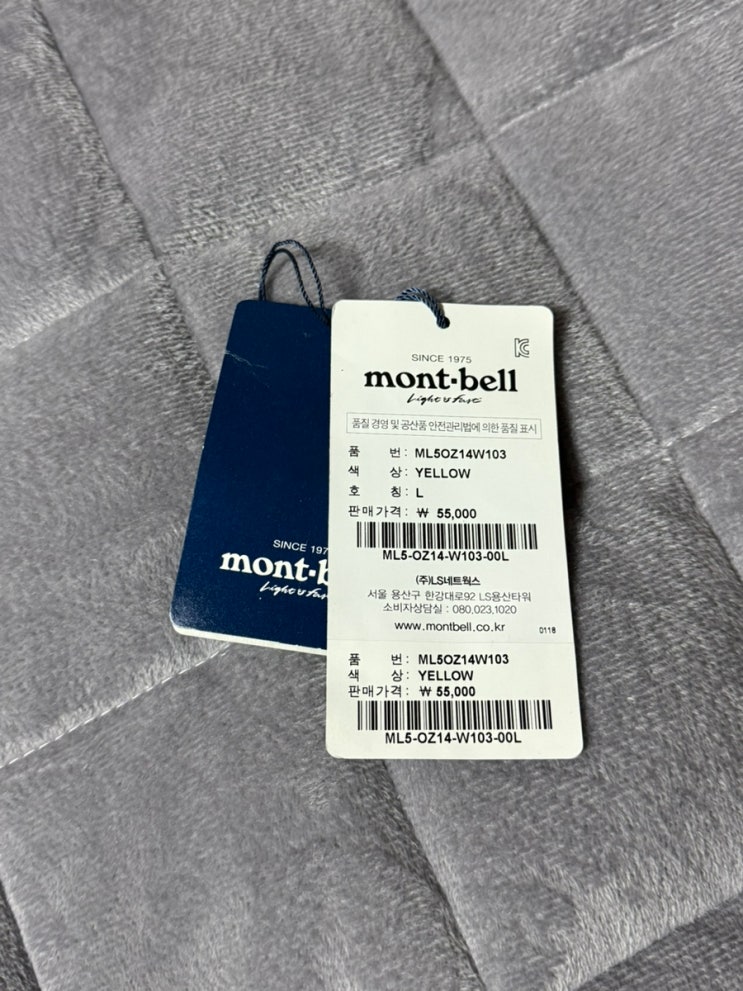 SINCE 1975
mont·bell
Light & Fast
품질 경영 및 공산품 안전관리법에 의한 품질 표시
품 번: ML5OZ14W103
색 상: YELLOW
호 칭: L
판매가격: ₩ 55,000
ML5-OZ14-W103-00L
(주)LS네트웍스
서울 용산구 한강대로92 LS용산타워
소비자상담실 : 080.023.1020
www.montbell.co.kr
0118
품 번: ML5OZ14W103
색 상: YELLOW
판매가격: ₩ 55,000
ML5-OZ14-W103-00L
SINCE 197
mont·b
Light & Fas